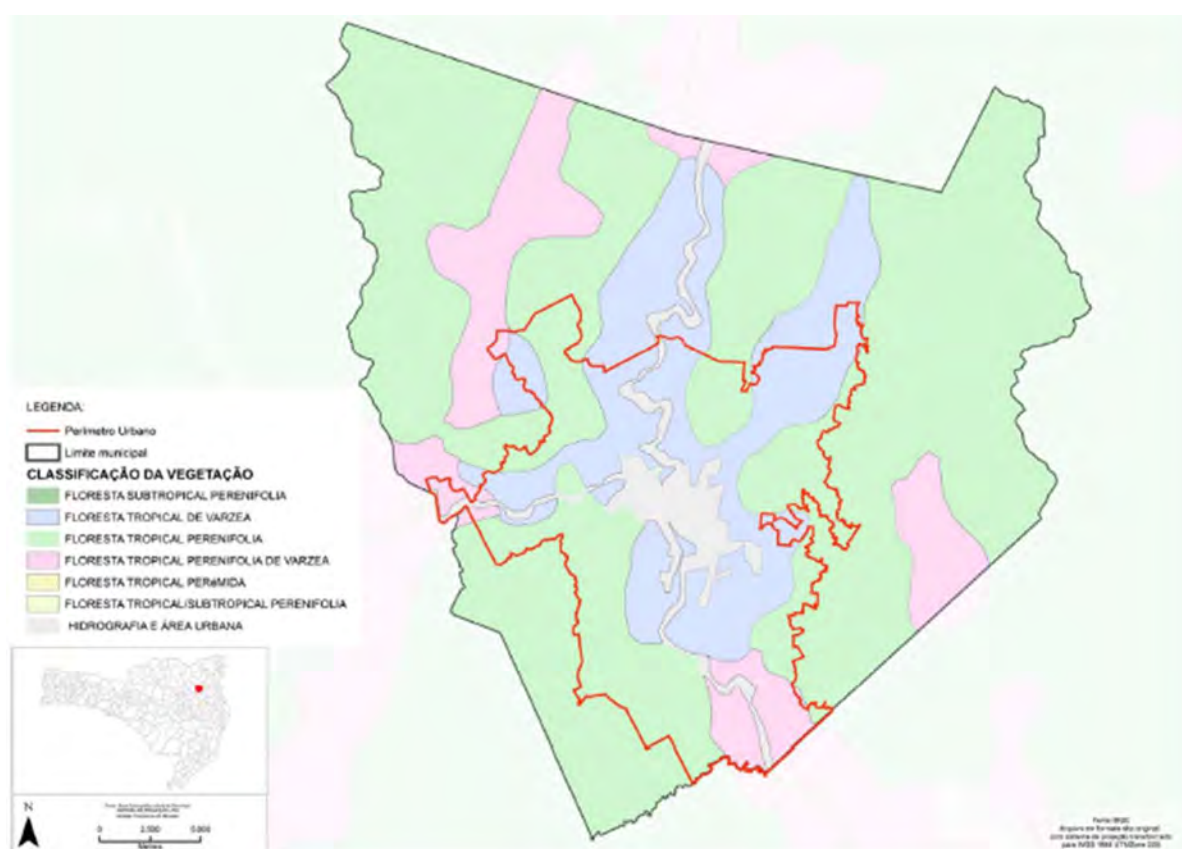 LEGENDA:
Perímetro Urbano
Limite municipal
CLASSIFICAÇÃO DA VEGETAÇÃO
FLORESTA SUBTROPICAL PERENIFOLIA
FLORESTA TROPICAL DE VARZEA
FLORESTA TROPICAL PERENIFOLIA
FLORESTA TROPICAL PERENIFOLIA DE VARZEA
FLORESTA TROPICAL PEReMIDA
FLORESTA TROPICAL/SUBTROPICAL PERENIFOLIA
HIDROGRAFIA E ÁREA URBANA
N
0 2.500 5.000
Metros